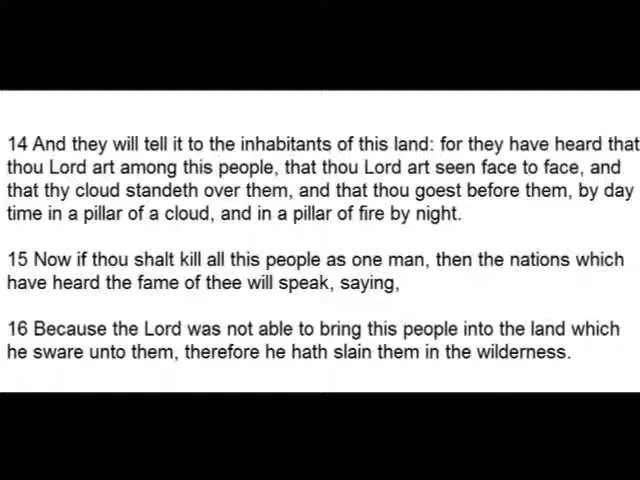 14 And they will tell it to the inhabitants of this land: for they have heard that
thou Lord art among this people, that thou Lord art seen face to face, and
that thy cloud standeth over them, and that thou goest before them, by day
time in a pillar of a cloud, and in a pillar of fire by night.
15 Now if thou shalt kill all this people as one man, then the nations which
have heard the fame of thee will speak, saying,
16 Because the Lord was not able to bring this people into the land which
he sware unto them, therefore he hath slain them in the wilderness.